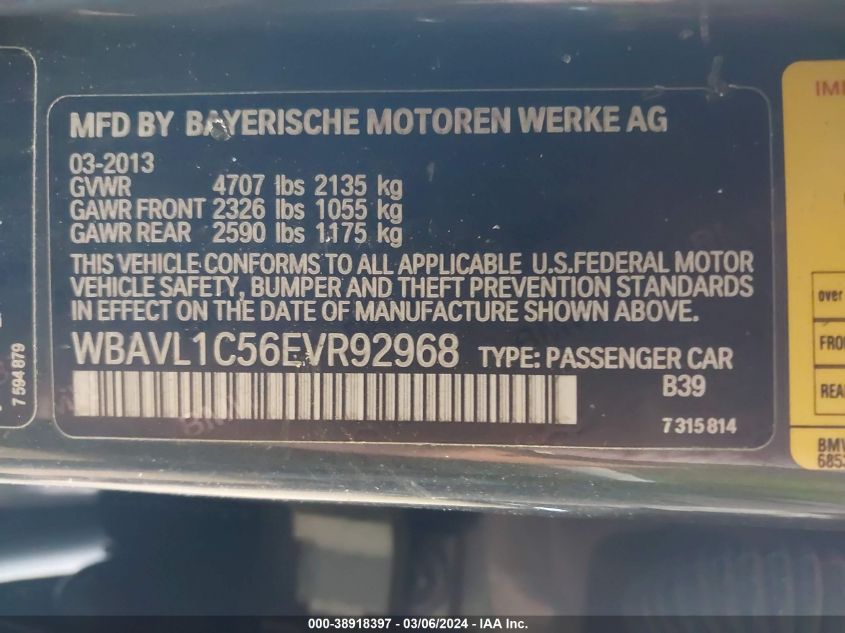 MFD BY BAYERISCHE MOTOREN WERKE AG
03-2013
GVWR 4707 lbs 2135 kg
GAWR FRONT 2326 lbs 1055 kg
GAWR REAR 2590 lbs 1175 kg
THIS VEHICLE CONFORMS TO ALL APPLICABLE U.S.FEDERAL MOTOR
VEHICLE SAFETY, BUMPER AND THEFT PREVENTION STANDARDS
IN EFFECT ON THE DATE OF MANUFACTURE SHOWN ABOVE.
WBAVL1C56EVR92968 TYPE: PASSENGER CAR
B39
7 315 814
7 594 879
over
BMW
000-38918397 - 03/06/2024 - IAA Inc.